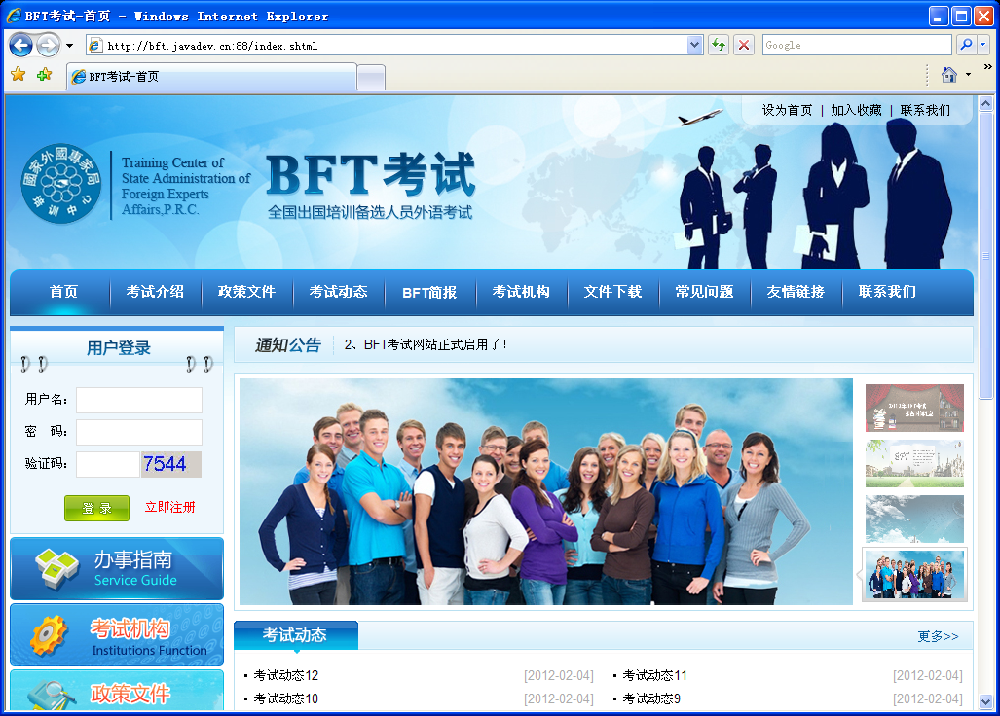 BFT考试-首页 - Windows Internet Explorer
http://bft.javadev.cn:88/index.shtml
Google
BFT考试-首页
设为首页 | 加入收藏 | 联系我们
國家外國專家局
培训中心
Training Center of
State Administration of
Foreign Experts
Affairs,P.R.C.
BFT考试
全国出国培训备选人员外语考试
首页 考试介绍 政策文件 考试动态 BFT简报 考试机构 文件下载 常见问题 友情链接 联系我们
用户登录
通知公告 2、BFT考试网站正式启用了!
用户名:
密 码:
验证码: 7544
登 录 立即注册
办事指南
Service Guide
考试机构
Institutions Function
政策文件
考试动态 更多>>
考试动态12 [2012-02-04] 考试动态11 [2012-02-04]
考试动态10 [2012-02-04] 考试动态9 [2012-02-04]